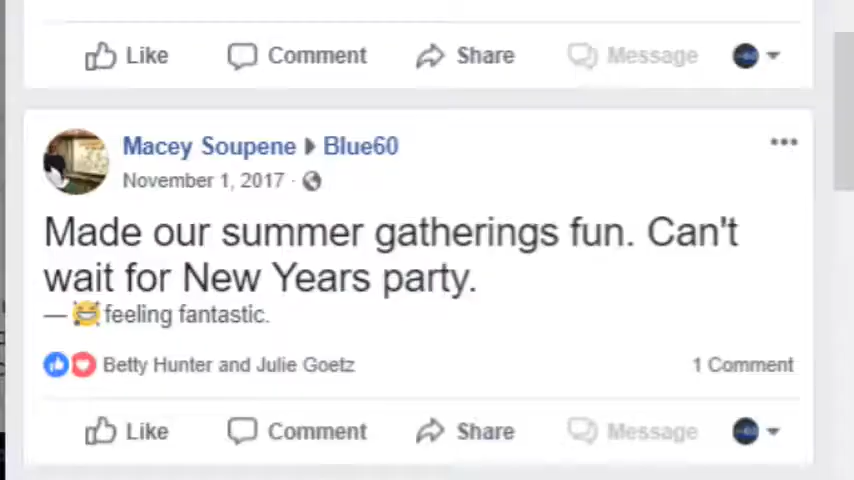 Like Comment Share Message
Macey Soupene Blue60
November 1, 2017 ·
Made our summer gatherings fun. Can't
wait for New Years party.
— feeling fantastic.
Betty Hunter and Julie Goetz 1 Comment
Like Comment Share Message